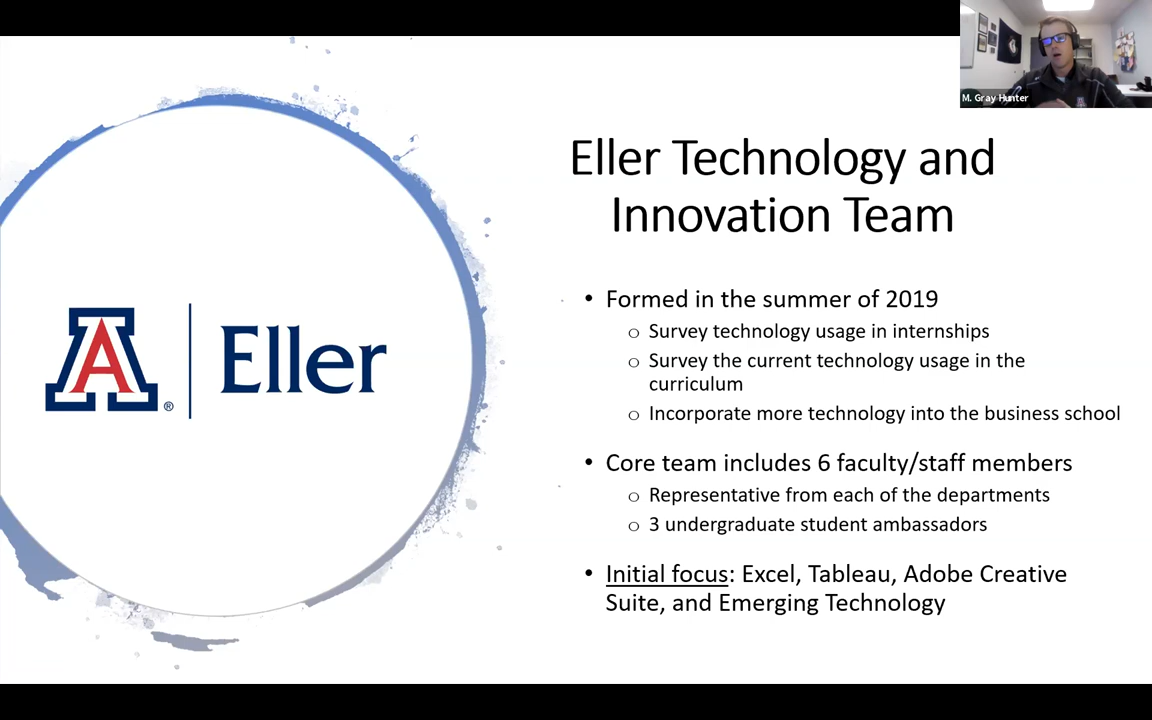 M. Gray Hunter
Eller Technology and
Innovation Team
A ® Eller
• Formed in the summer of 2019
o Survey technology usage in internships
o Survey the current technology usage in the
curriculum
o Incorporate more technology into the business school
• Core team includes 6 faculty/staff members
o Representative from each of the departments
o 3 undergraduate student ambassadors
• Initial focus: Excel, Tableau, Adobe Creative
Suite, and Emerging Technology